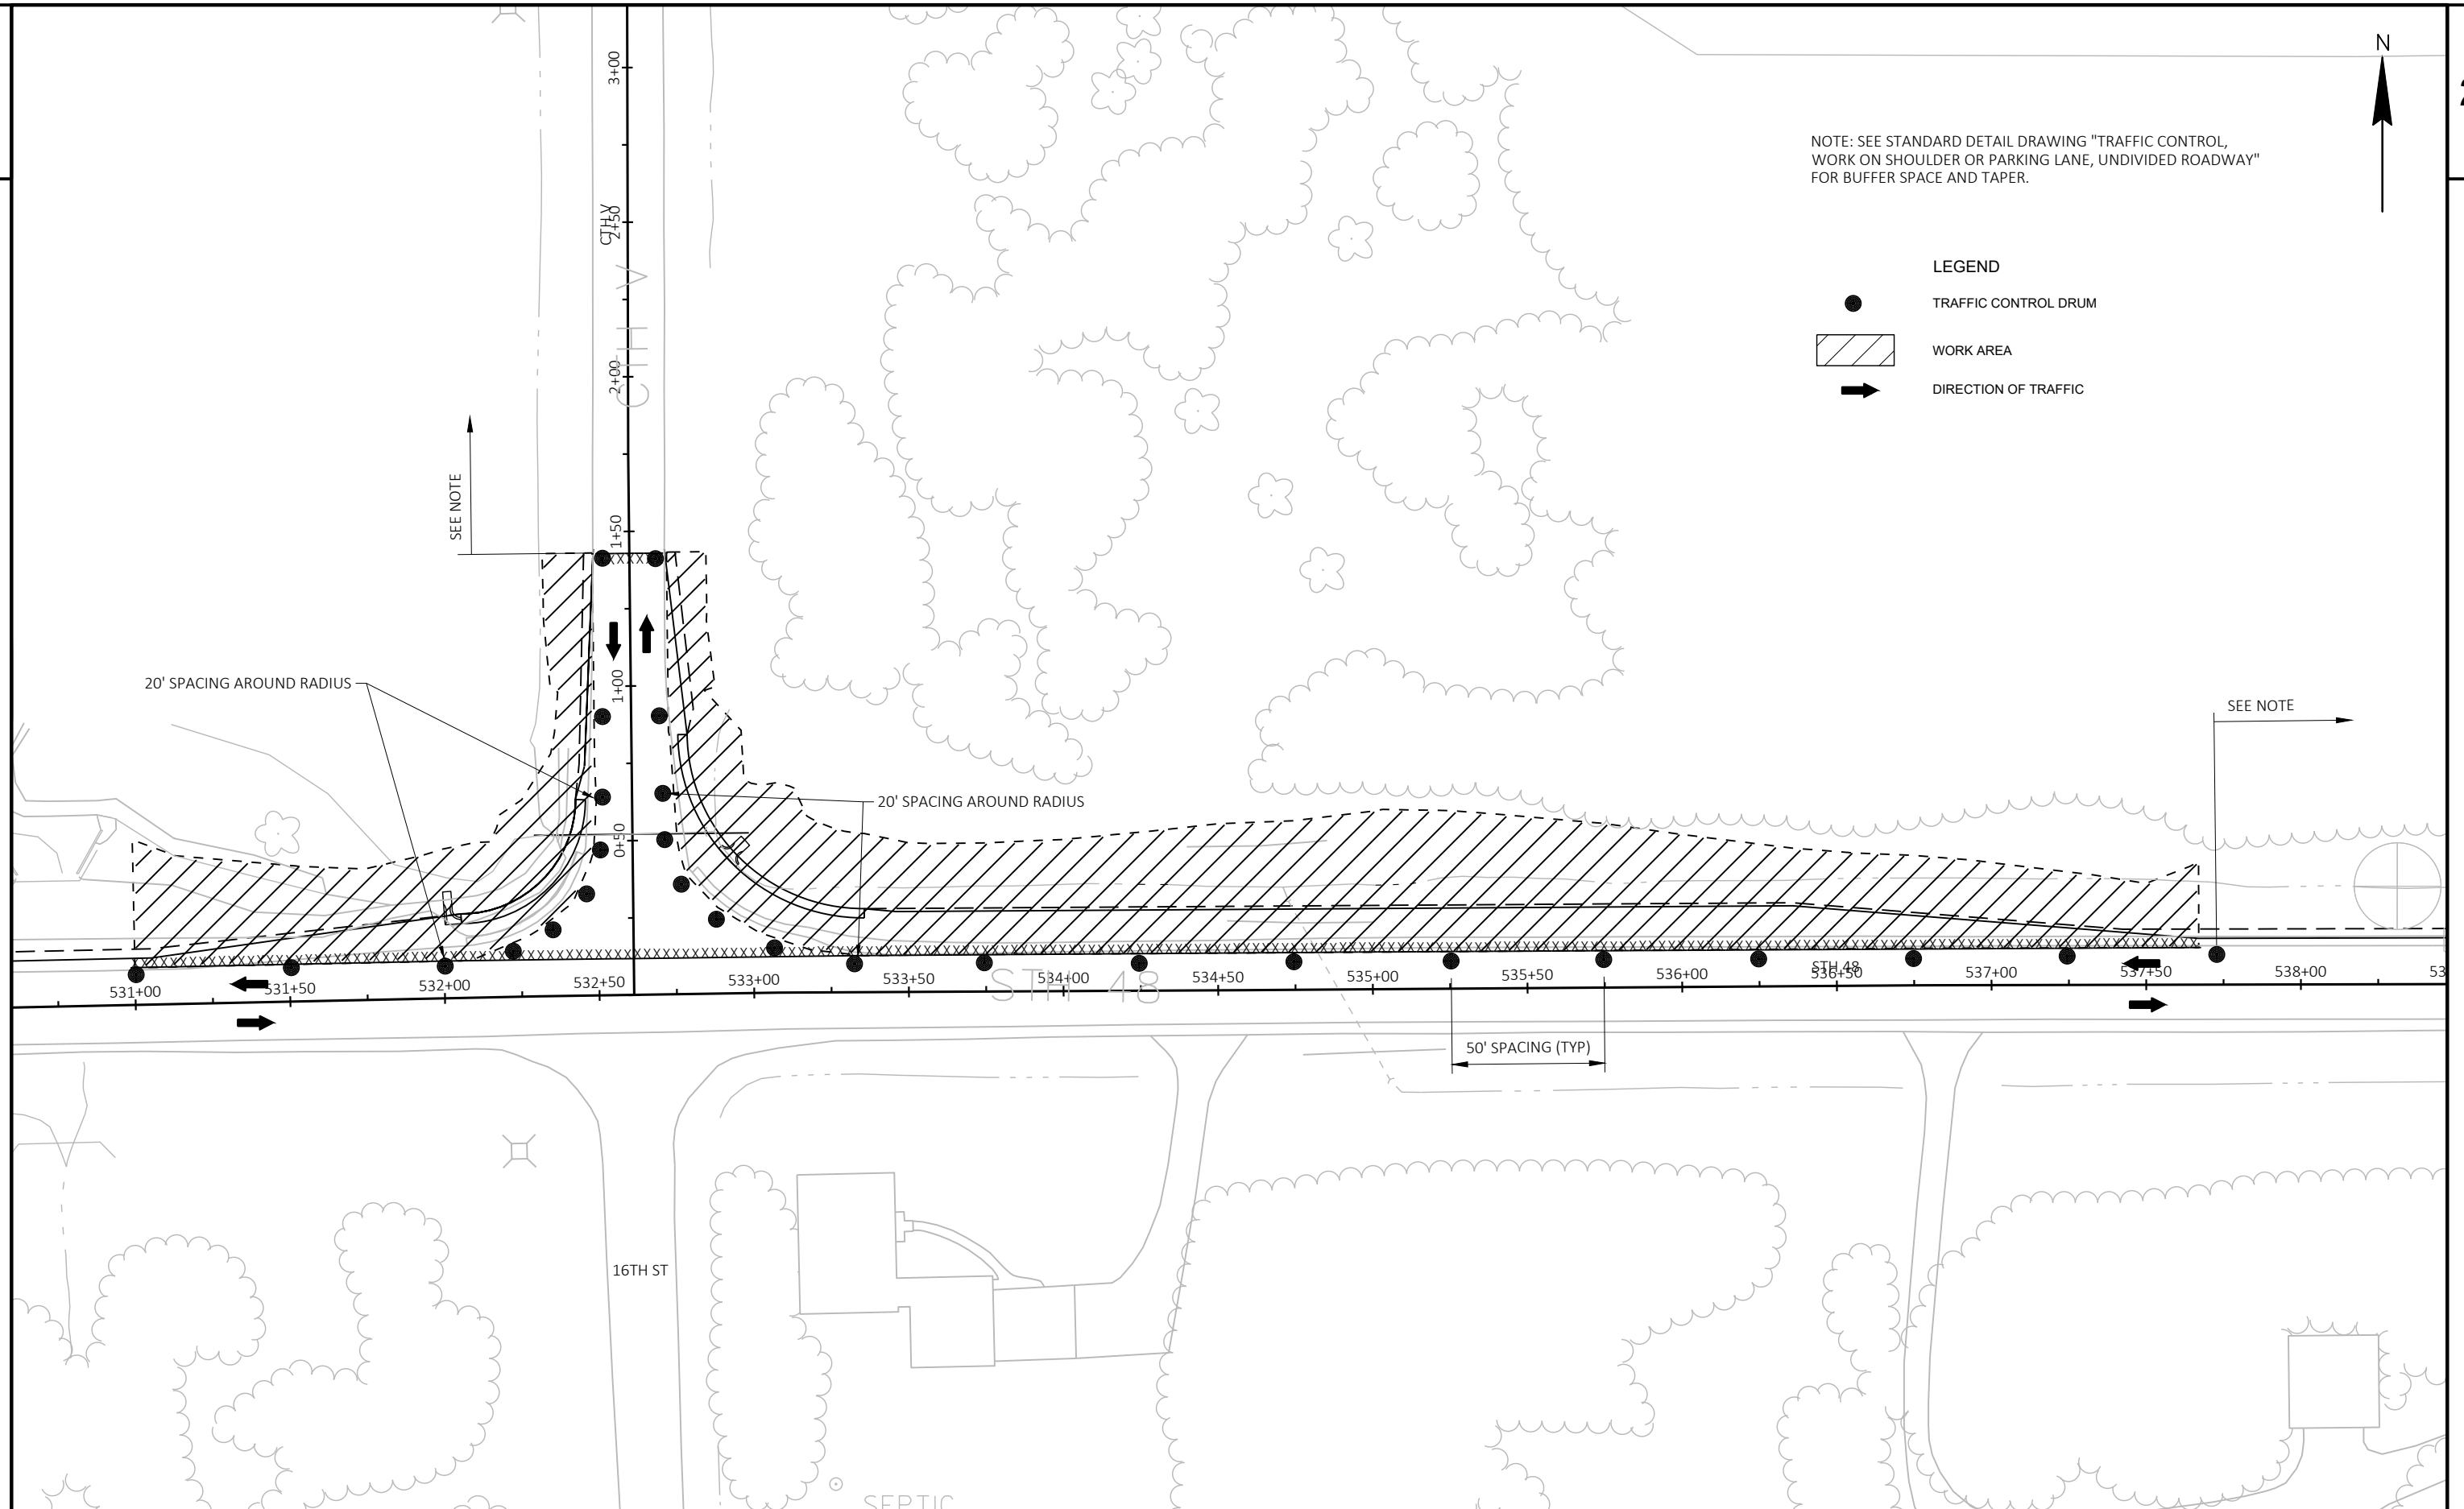 N
3+00
NOTE: SEE STANDARD DETAIL DRAWING "TRAFFIC CONTROL,
WORK ON SHOULDER OR PARKING LANE, UNDIVIDED ROADWAY"
FOR BUFFER SPACE AND TAPER.
CTH V
2+50
LEGEND
TRAFFIC CONTROL DRUM
WORK AREA
DIRECTION OF TRAFFIC
CTH V
2+00
SEE NOTE
1+50
XXXXX
20' SPACING AROUND RADIUS
1+00
SEE NOTE
20' SPACING AROUND RADIUS
0+50
STH 48
531+00
531+50
532+00
532+50
533+00
533+50
534+00
534+50
535+00
535+50
536+00
536+50
537+00
537+50
538+00
STH 48
50' SPACING (TYP)
16TH ST
SEPTIC